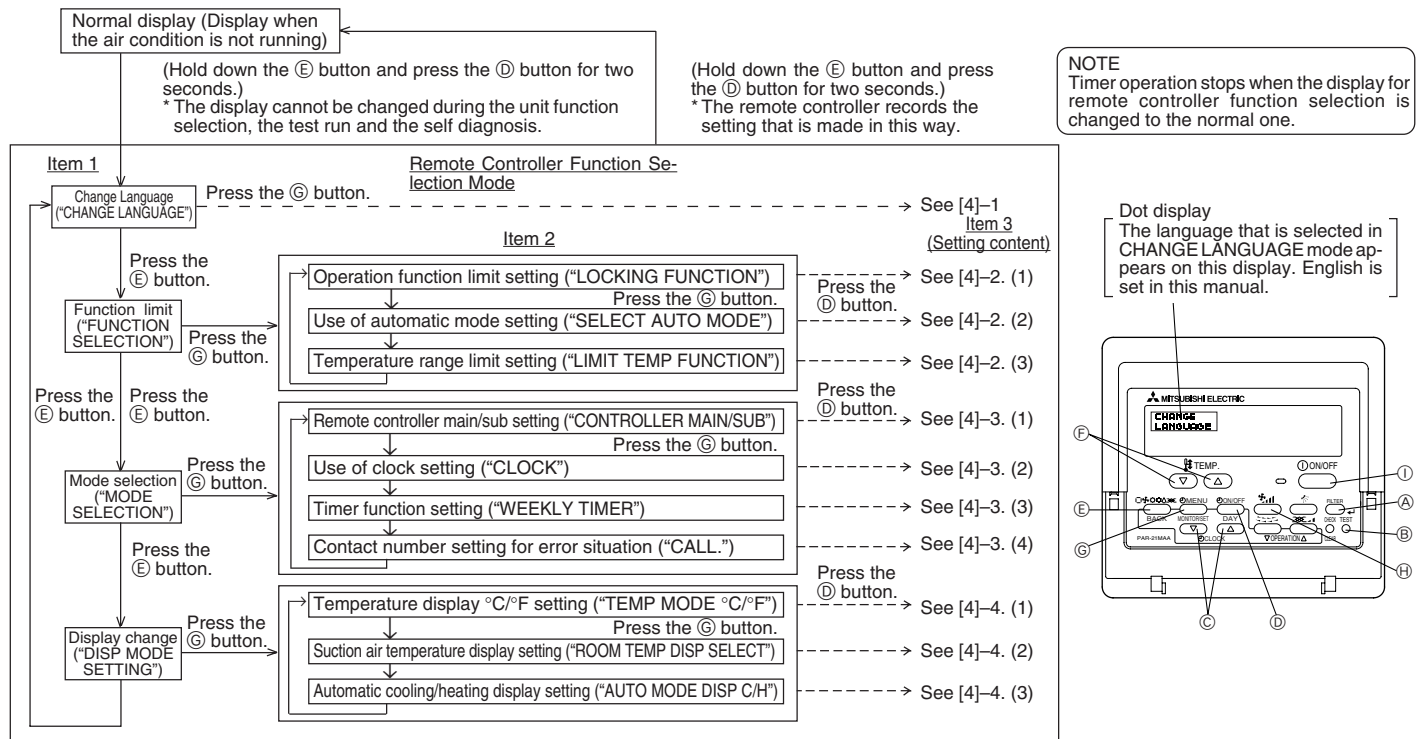 Normal display (Display when
the air condition is not running)
(Hold down the Ⓔ button and press the Ⓓ button for two
seconds.)
* The display cannot be changed during the unit function
selection, the test run and the self diagnosis.
(Hold down the Ⓔ button and press
the Ⓓ button for two seconds.)
* The remote controller records the
setting that is made in this way.
NOTE
Timer operation stops when the display for
remote controller function selection is
changed to the normal one.
Item 1
Remote Controller Function Se-
lection Mode
Change Language
("CHANGE LANGUAGE")
Press the Ⓖ button.
See [4]–1
Item 2
Item 3
(Setting content)
Press the
Ⓔ button.
Function limit
("FUNCTION
SELECTION")
Press the
Ⓖ button.
Operation function limit setting ("LOCKING FUNCTION")
Press the Ⓖ button.
Use of automatic mode setting ("SELECT AUTO MODE")
Temperature range limit setting ("LIMIT TEMP FUNCTION")
Press the
Ⓓ button.
See [4]–2. (1)
See [4]–2. (2)
See [4]–2. (3)
Press the
Ⓔ button.
Press the
Ⓔ button.
Mode selection
("MODE
SELECTION")
Press the
Ⓖ button.
Remote controller main/sub setting ("CONTROLLER MAIN/SUB")
Press the Ⓖ button.
Use of clock setting ("CLOCK")
Timer function setting ("WEEKLY TIMER")
Contact number setting for error situation ("CALL.")
Press the
Ⓓ button.
See [4]–3. (1)
See [4]–3. (2)
See [4]–3. (3)
See [4]–3. (4)
Press the
Ⓔ button.
Display change
("DISP MODE
SETTING")
Press the
Ⓖ button.
Temperature display °C/°F setting ("TEMP MODE °C/°F")
Press the Ⓖ button.
Suction air temperature display setting ("ROOM TEMP DISP SELECT")
Automatic cooling/heating display setting ("AUTO MODE DISP C/H")
Press the
Ⓓ button.
See [4]–4. (1)
See [4]–4. (2)
See [4]–4. (3)
Dot display
The language that is selected in
CHANGE LANGUAGE mode ap-
pears on this display. English is
set in this manual.
MITSUBISHI ELECTRIC
CHANGE
LANGUAGE
TEMP.
ON/OFF
MENU
ON/OFF
FILTER
BACK
MONITOR/SET
DAY
CHECK TEST
PAR-21MAA
CLOCK
▽ OPERATION △
Ⓕ
Ⓔ
Ⓖ
Ⓘ
Ⓐ
Ⓑ
Ⓗ
Ⓒ
Ⓓ